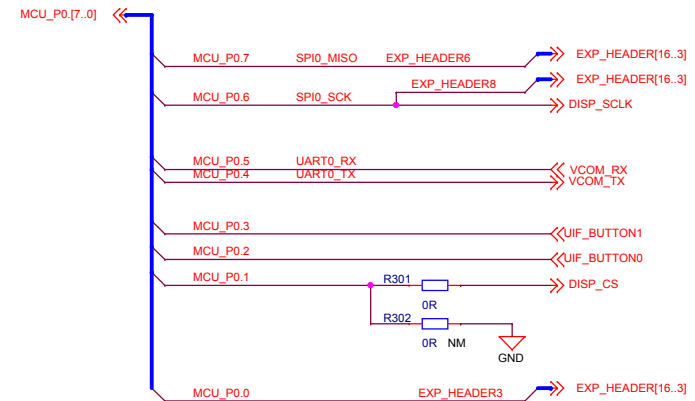 MCU_P0.[7..0]
MCU_P0.7 SPI0_MISO EXP_HEADER6 EXP_HEADER[16..3]
EXP_HEADER8 EXP_HEADER[16..3]
MCU_P0.6 SPI0_SCK DISP_SCLK
MCU_P0.5 UART0_RX VCOM_RX
MCU_P0.4 UART0_TX VCOM_TX
MCU_P0.3 UIF_BUTTON1
MCU_P0.2 UIF_BUTTON0
MCU_P0.1 R301 DISP_CS
0R
R302
0R NM
GND
MCU_P0.0 EXP_HEADER3 EXP_HEADER[16..3]